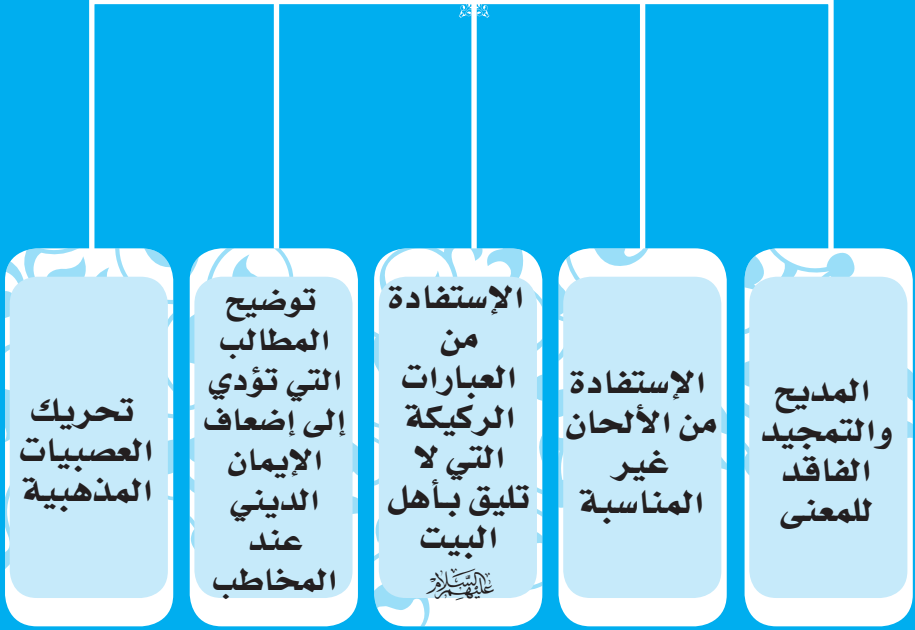 المديح
والتمجيد
الفاقد
للمعنى
الإستفادة
من الألحان
غير
المناسبة
الإستفادة
من
العبارات
الركيكة
التي لا
تليق بأهل
البيت
عليهم السلام
توضيح
المطالب
التي تؤدي
إلى إضعاف
الإيمان
الديني
عند
المخاطب
تحريك
العصبيات
المذهبية